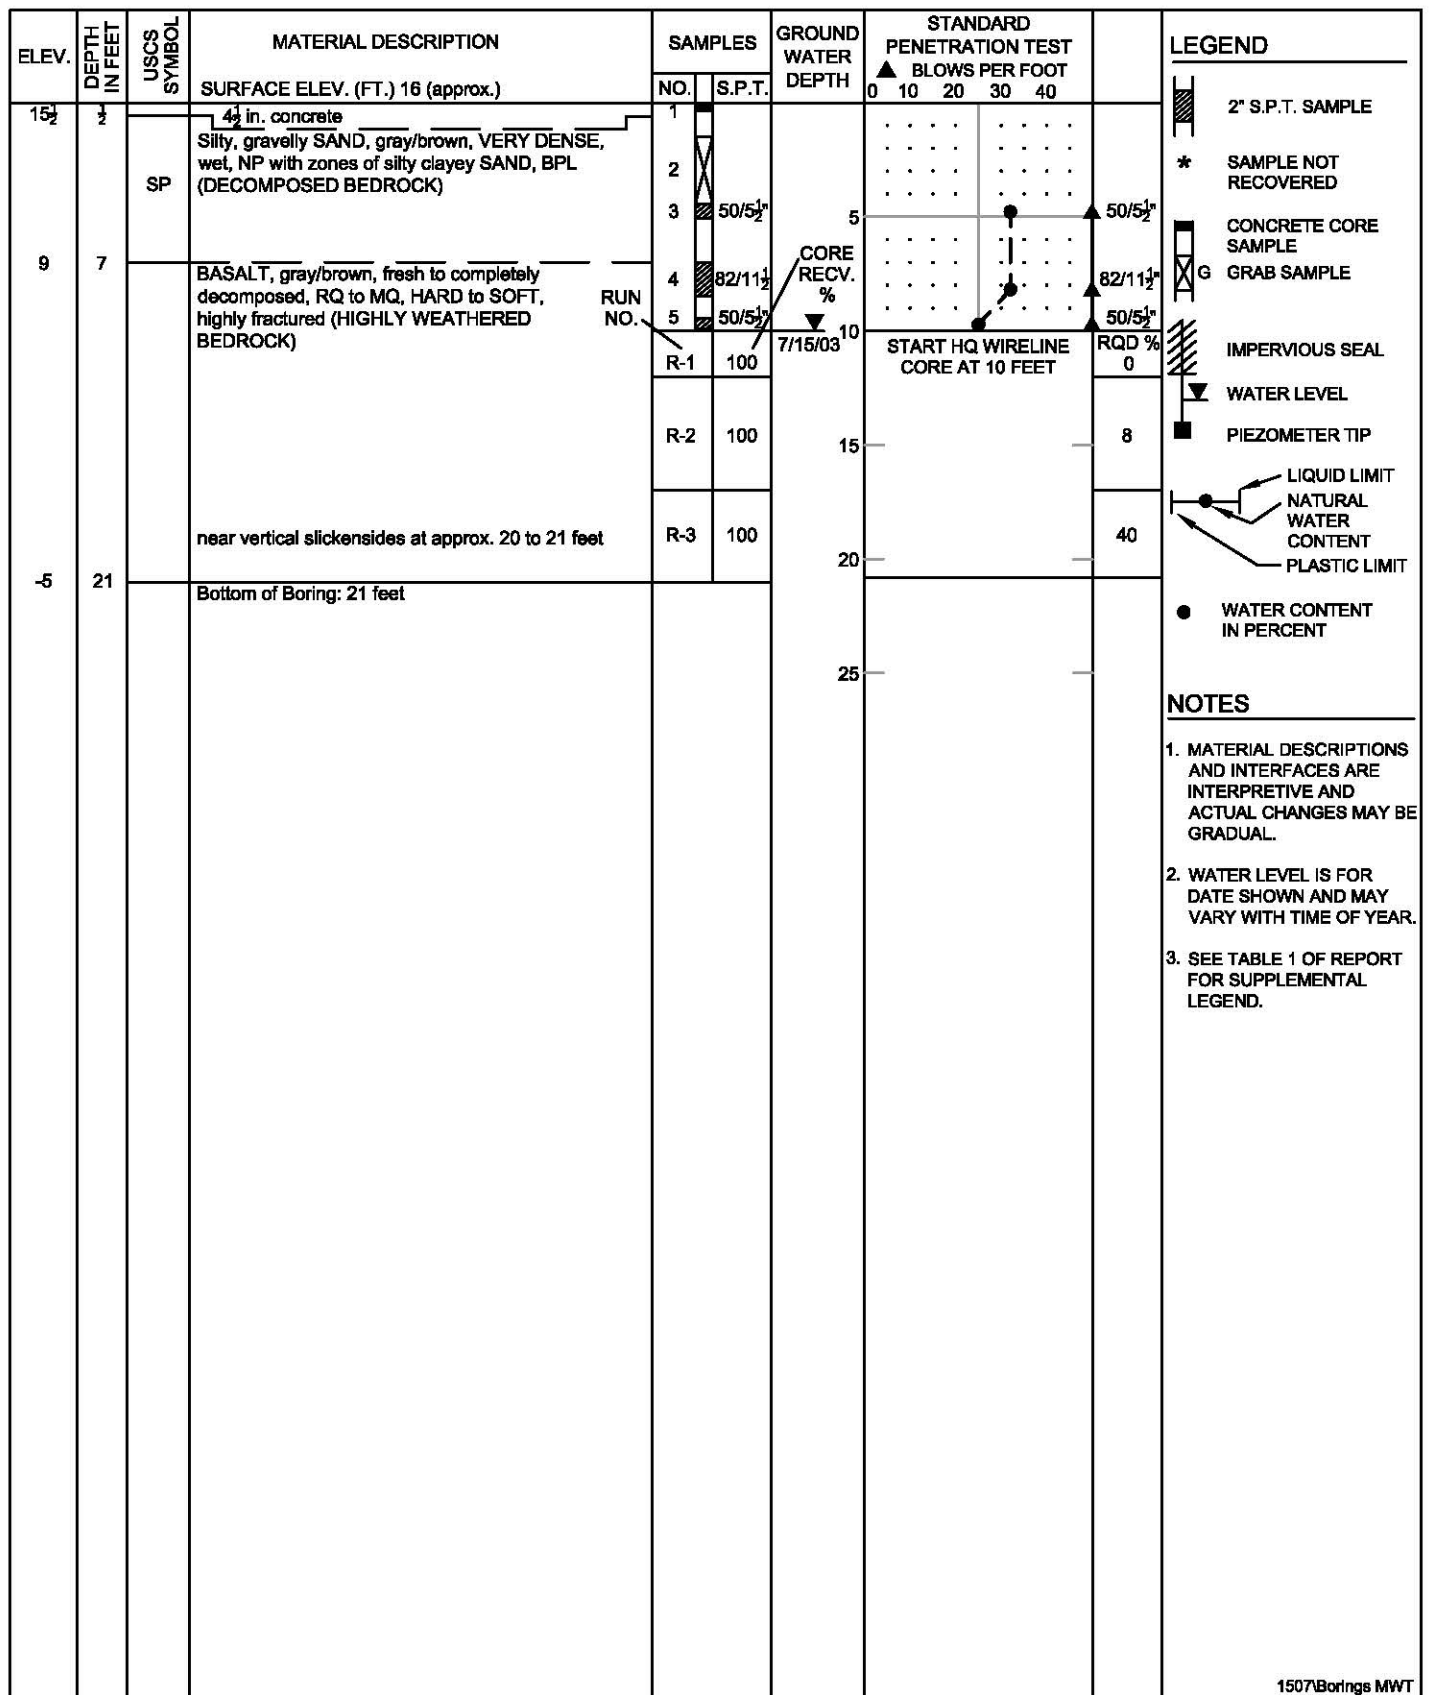 ELEV.
DEPTH
IN FEET
USCS
SYMBOL
MATERIAL DESCRIPTION
SURFACE ELEV. (FT.) 16 (approx.)
SAMPLES
NO. S.P.T.
GROUND
WATER
DEPTH
STANDARD
PENETRATION TEST
▲ BLOWS PER FOOT
0 10 20 30 40
15½ ½
4½ in. concrete
1
Silty, gravelly SAND, gray/brown, VERY DENSE,
wet, NP with zones of silty clayey SAND, BPL
(DECOMPOSED BEDROCK)
SP
2
3 50/5½"
5
50/5½"
9 7
BASALT, gray/brown, fresh to completely
decomposed, RQ to MQ, HARD to SOFT,
highly fractured (HIGHLY WEATHERED
BEDROCK)
RUN
NO.
4 82/11½
5 50/5½"
CORE
RECV.
%
10
7/15/03
82/11½"
50/5½"
START HQ WIRELINE
CORE AT 10 FEET
RQD %
0
R-1 100
R-2 100
15
8
near vertical slickensides at approx. 20 to 21 feet
R-3 100
40
20
-5 21
Bottom of Boring: 21 feet
25
LEGEND
2" S.P.T. SAMPLE
* SAMPLE NOT
RECOVERED
CONCRETE CORE
SAMPLE
G GRAB SAMPLE
IMPERVIOUS SEAL
WATER LEVEL
PIEZOMETER TIP
LIQUID LIMIT
NATURAL
WATER
CONTENT
PLASTIC LIMIT
● WATER CONTENT
IN PERCENT
NOTES
1. MATERIAL DESCRIPTIONS
AND INTERFACES ARE
INTERPRETIVE AND
ACTUAL CHANGES MAY BE
GRADUAL.
2. WATER LEVEL IS FOR
DATE SHOWN AND MAY
VARY WITH TIME OF YEAR.
3. SEE TABLE 1 OF REPORT
FOR SUPPLEMENTAL
LEGEND.
1507\Borings MWT